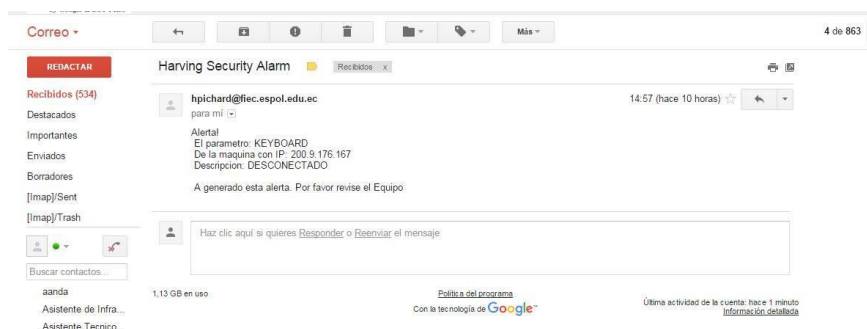 Correo
Más
4 de 863
REDACTAR
Harving Security Alarm
Recibidos x
Recibidos (534)
Destacados
Importantes
Enviados
Borradores
[Imap]/Sent
[Imap]/Trash
Buscar contactos...
aanda
Asistente de Infra...
Asistente Tecnico
hpichard@fiec.espol.edu.ec
14:57 (hace 10 horas)
para mí
Alerta!
El parametro: KEYBOARD
De la maquina con IP: 200.9.176.167
Descripcion: DESCONECTADO
A generado esta alerta. Por favor revise el Equipo
Haz clic aquí si quieres Responder o Reenviar el mensaje
1,13 GB en uso
Política del programa
Con la tecnología de Google™
Última actividad de la cuenta: hace 1 minuto
Información detallada